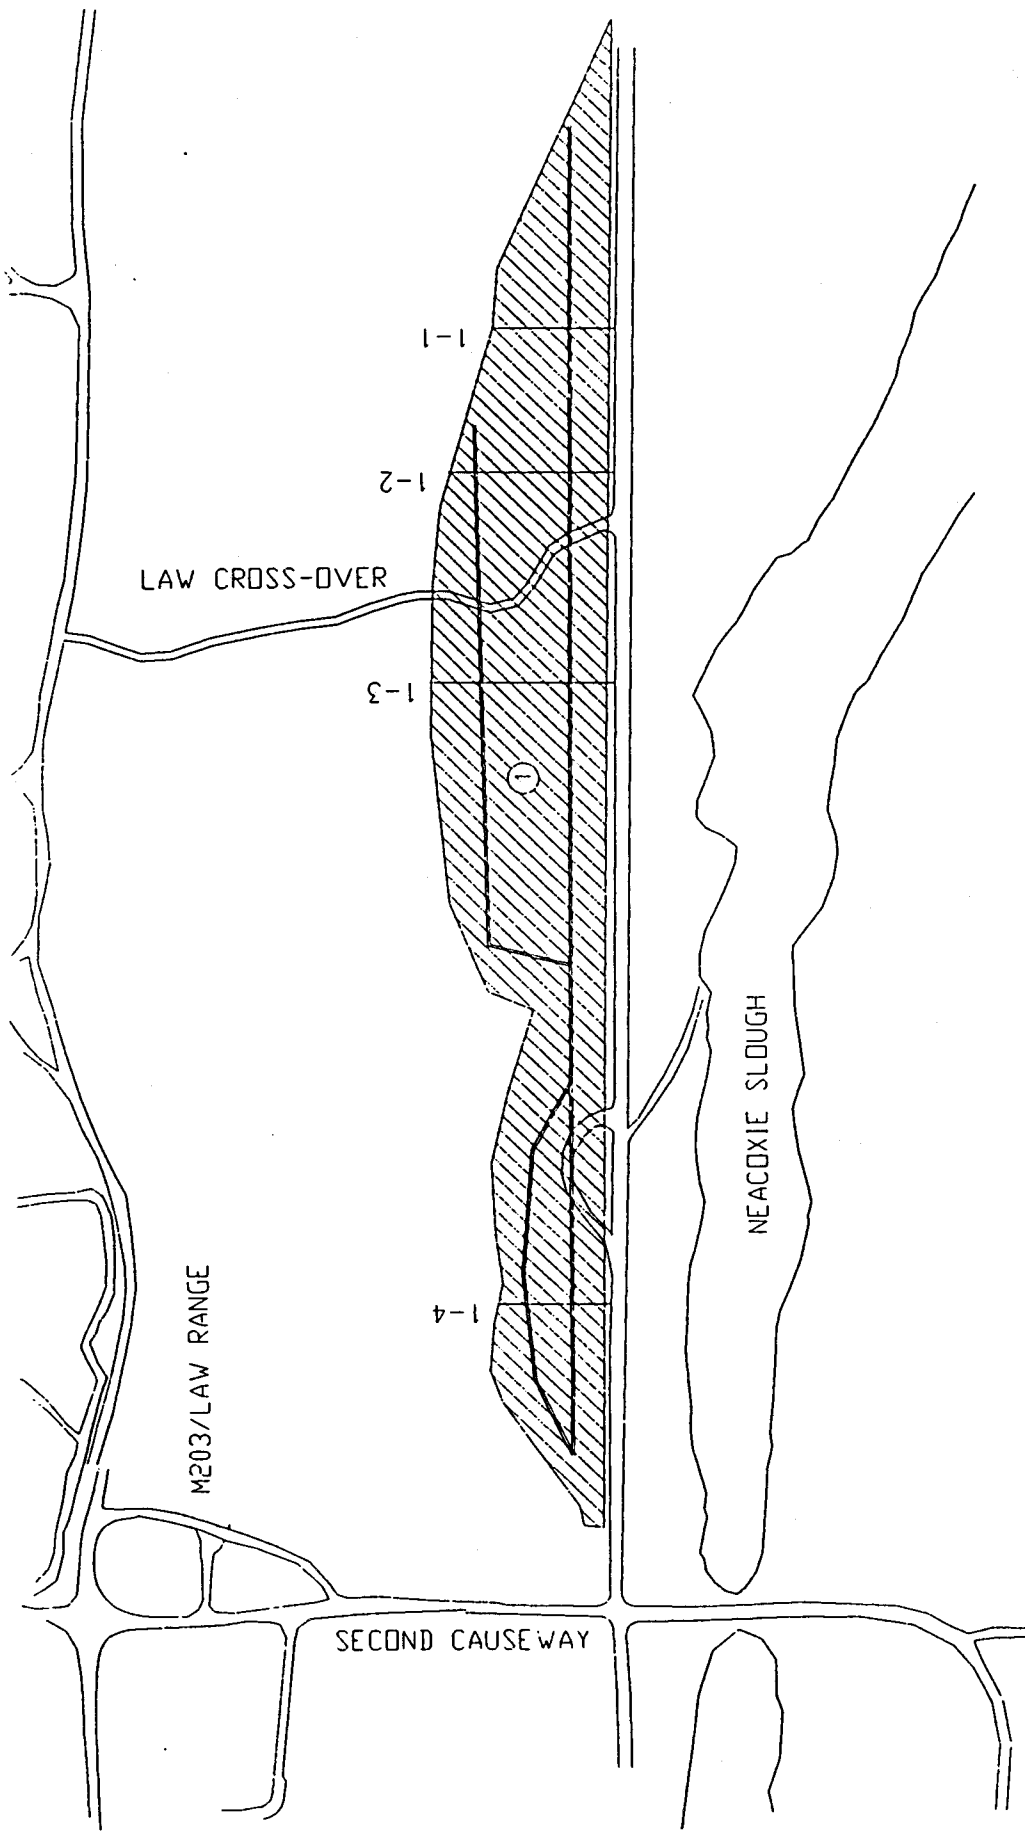 1-1
1-2
LAW CROSS-OVER
1-3
1
NEACOXIE SLOUGH
M203/LAW RANGE
1-4
SECOND CAUSEWAY